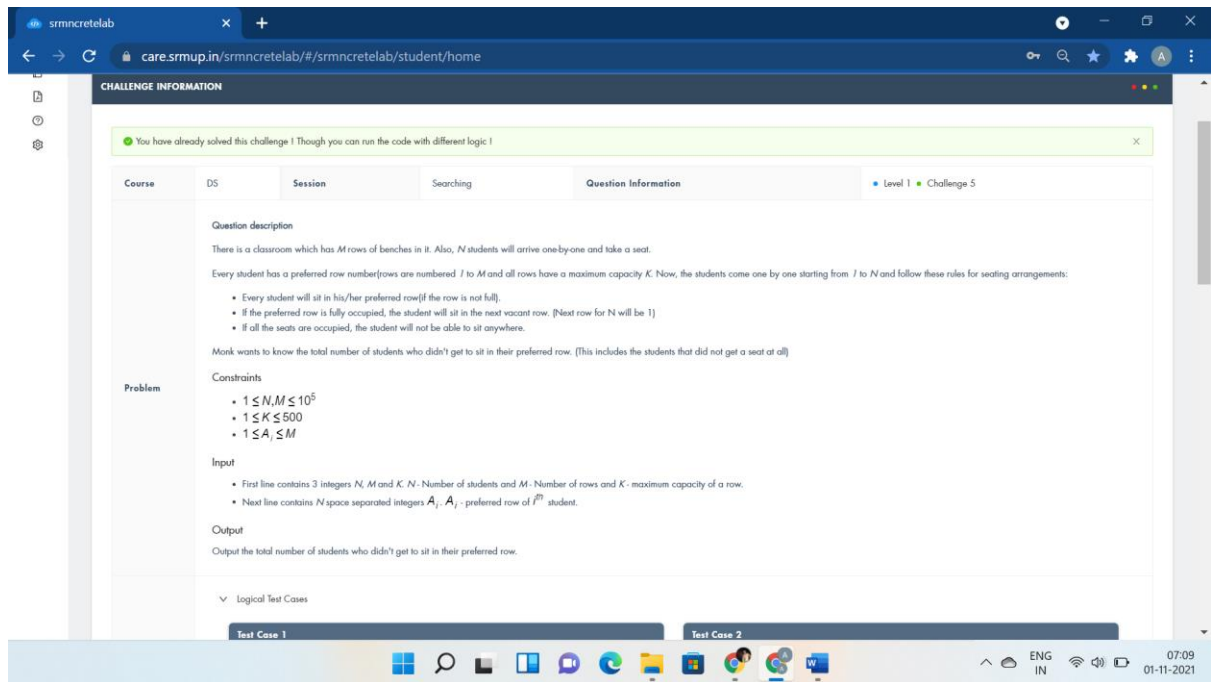 srmncretelab
care.srmup.in/srmncretelab/#/srmncretelab/student/home
A
CHALLENGE INFORMATION
You have already solved this challenge ! Though you can run the code with different logic !
Course DS Session Searching Question Information Level 1 Challenge 5
Problem
Question description
There is a classroom which has M rows of benches in it. Also, N students will arrive one-by-one and take a seat.
Every student has a preferred row number(rows are numbered 1 to M and all rows have a maximum capacity K. Now, the students come one by one starting from 1 to N and follow these rules for seating arrangements:
• Every student will sit in his/her preferred row(if the row is not full).
• If the preferred row is fully occupied, the student will sit in the next vacant row. (Next row for N will be 1)
• If all the seats are occupied, the student will not be able to sit anywhere.
Monk wants to know the total number of students who didn't get to sit in their preferred row. (This includes the students that did not get a seat at all)
Constraints
• 1 ≤ N,M ≤ 10⁵
• 1 ≤ K ≤ 500
• 1 ≤ Aᵢ ≤ M
Input
• First line contains 3 integers N, M and K. N - Number of students and M - Number of rows and K - maximum capacity of a row.
• Next line contains N space separated integers Aᵢ. Aᵢ - preferred row of iᵗʰ student.
Output
Output the total number of students who didn't get to sit in their preferred row.
Logical Test Cases
Test Case 1 Test Case 2
A
W
ENG
IN
07:09
01-11-2021